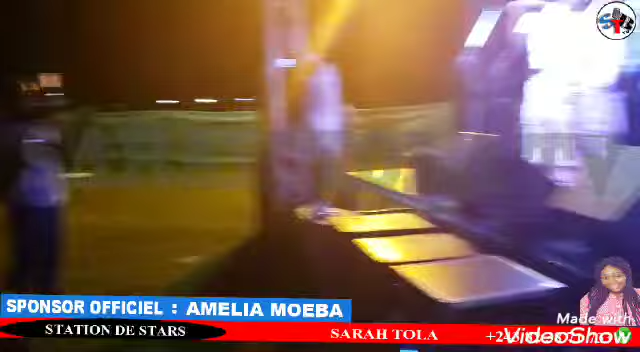 SPONSOR OFFICIEL : AMELIA MOEBA
STATION DE STARS
SARAH TOLA
Made with
VideoShow